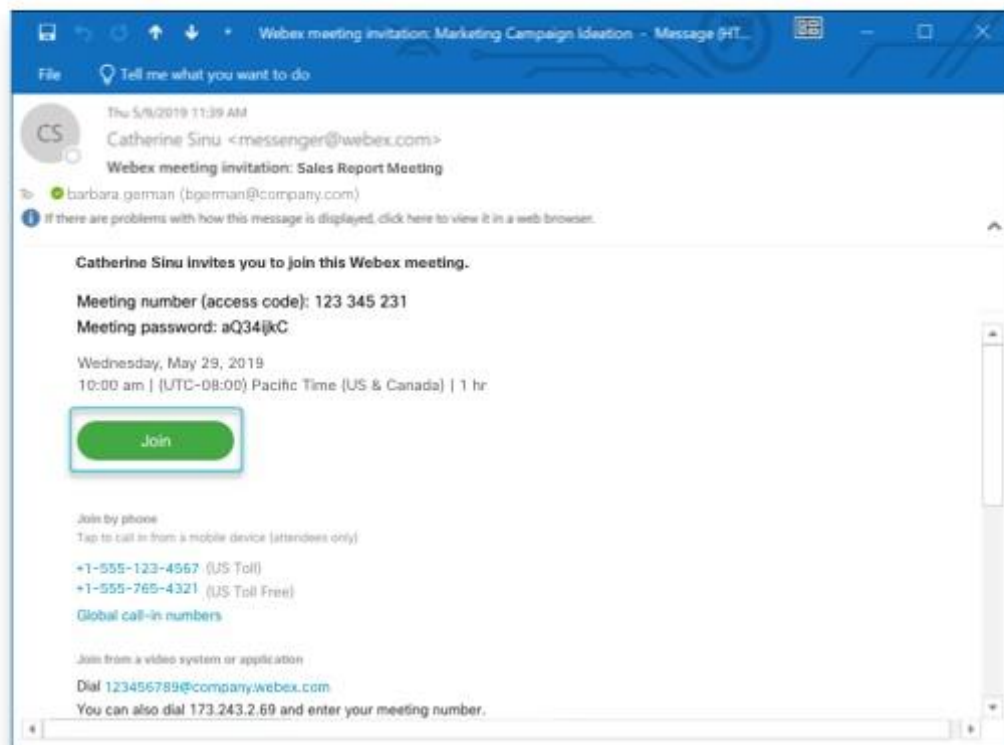 Webex meeting invitation: Marketing Campaign Ideation - Message (HT...
File Tell me what you want to do
Thu 5/9/2019 11:39 AM
CS
Catherine Sinu <messenger@webex.com>
Webex meeting invitation: Sales Report Meeting
To barbara german (bgerman@company.com)
If there are problems with how this message is displayed, click here to view it in a web browser.
Catherine Sinu invites you to join this Webex meeting.
Meeting number (access code): 123 345 231
Meeting password: aQ34ijkC
Wednesday, May 29, 2019
10:00 am | (UTC-08:00) Pacific Time (US & Canada) | 1 hr
Join
Join by phone
Tap to call in from a mobile device (attendees only)
+1-555-123-4567 (US Toll)
+1-555-765-4321 (US Toll Free)
Global call-in numbers
Join from a video system or application
Dial 123456789@company.webex.com
You can also dial 173.243.2.69 and enter your meeting number.